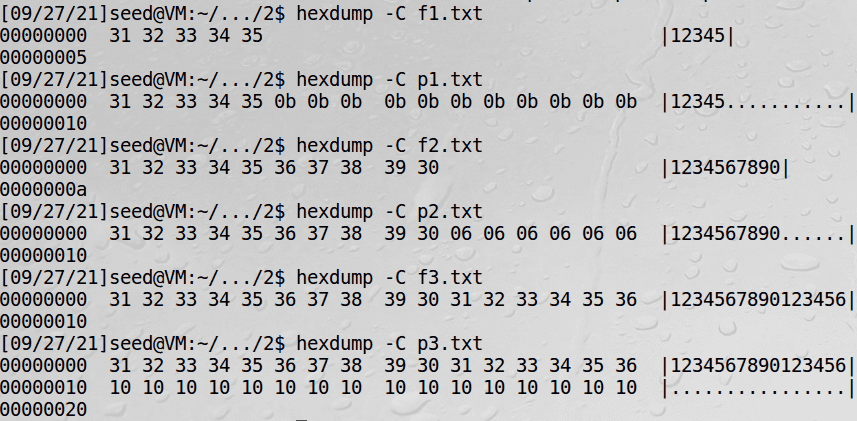 [09/27/21]seed@VM:~/.../2$ hexdump -C f1.txt
00000000  31 32 33 34 35                                    |12345|
00000005
[09/27/21]seed@VM:~/.../2$ hexdump -C p1.txt
00000000  31 32 33 34 35 0b 0b 0b  0b 0b 0b 0b 0b 0b 0b 0b  |12345...........|
00000010
[09/27/21]seed@VM:~/.../2$ hexdump -C f2.txt
00000000  31 32 33 34 35 36 37 38  39 30                    |1234567890|
0000000a
[09/27/21]seed@VM:~/.../2$ hexdump -C p2.txt
00000000  31 32 33 34 35 36 37 38  39 30 06 06 06 06 06 06  |1234567890......|
00000010
[09/27/21]seed@VM:~/.../2$ hexdump -C f3.txt
00000000  31 32 33 34 35 36 37 38  39 30 31 32 33 34 35 36  |1234567890123456|
00000010
[09/27/21]seed@VM:~/.../2$ hexdump -C p3.txt
00000000  31 32 33 34 35 36 37 38  39 30 31 32 33 34 35 36  |1234567890123456|
00000010  10 10 10 10 10 10 10 10  10 10 10 10 10 10 10 10  |................|
00000020